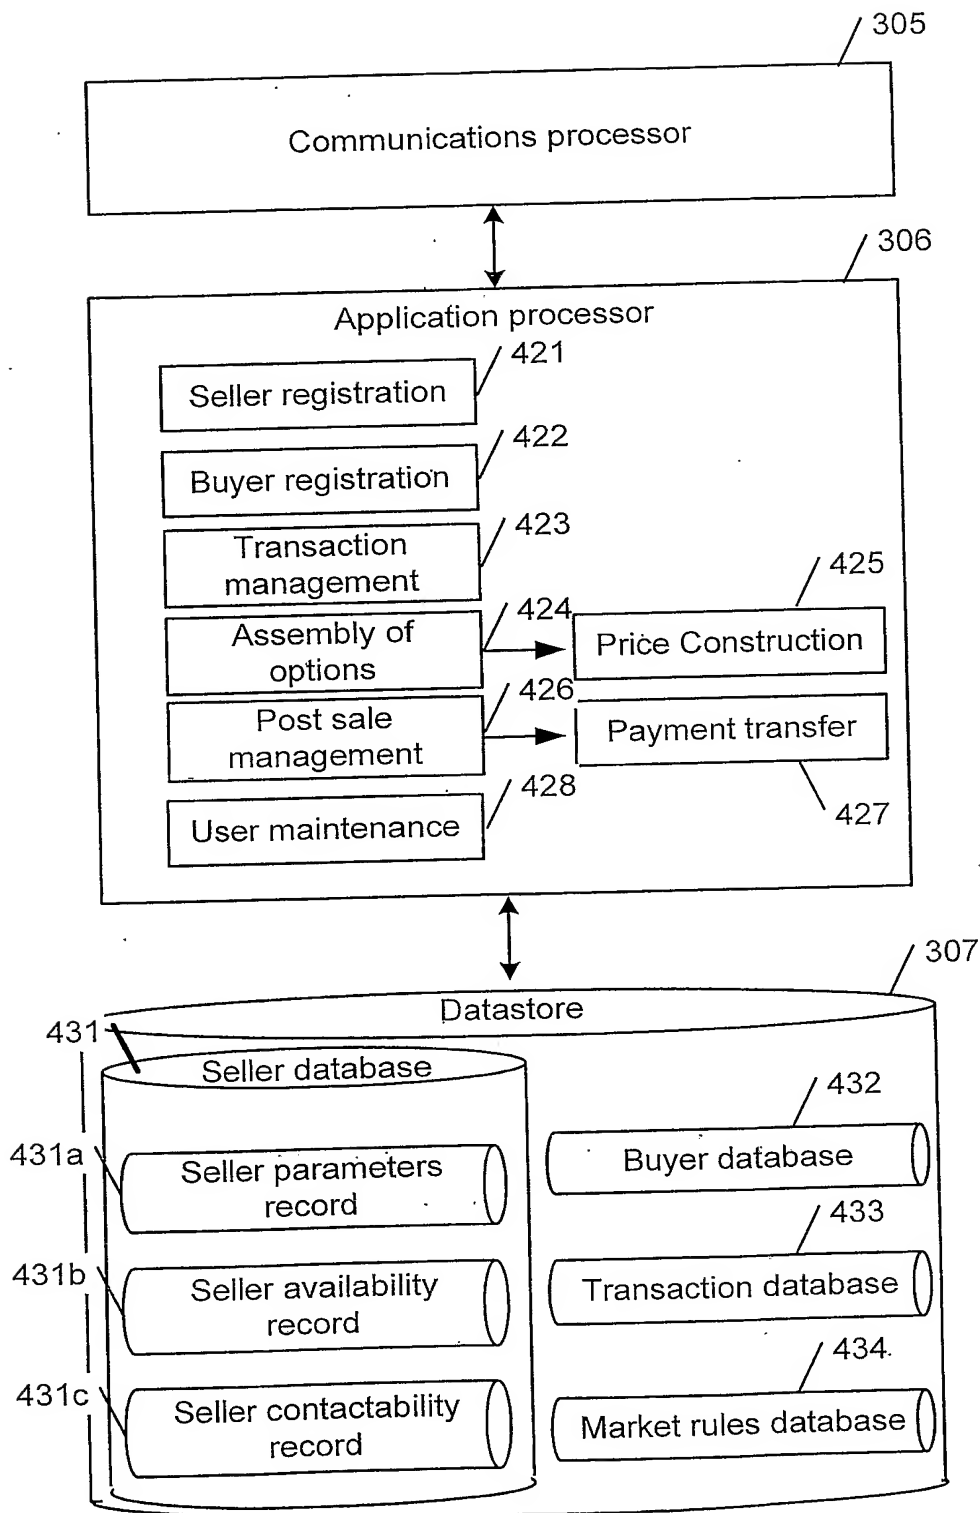 305
Communications processor
306
Application processor
421
Seller registration
422
Buyer registration
423
Transaction
management
425
424
Assembly of
options
Price Construction
426
Post sale
management
Payment transfer
428
427
User maintenance
307
Datastore
431
Seller database
432
431a
Seller parameters
record
Buyer database
433
431b
Seller availability
record
Transaction database
434
431c
Seller contactability
record
Market rules database